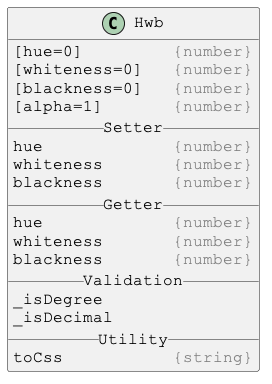 C Hwb
[hue=0] {number}
[whiteness=0] {number}
[blackness=0] {number}
[alpha=1] {number}
Setter
hue {number}
whiteness {number}
blackness {number}
Getter
hue {number}
whiteness {number}
blackness {number}
Validation
_isDegree
_isDecimal
Utility
toCss {string}